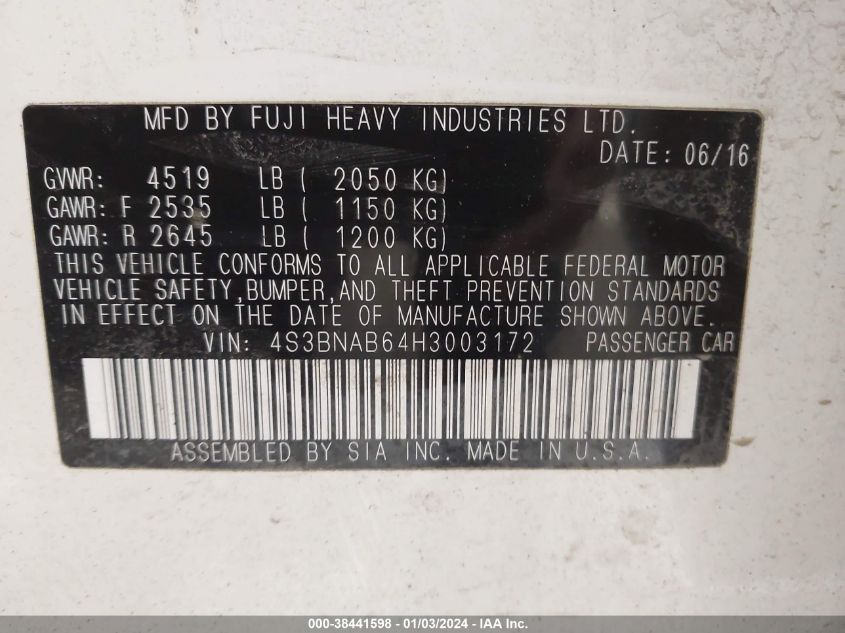 MFD BY FUJI HEAVY INDUSTRIES LTD.
DATE: 06/16
GVWR: 4519 LB ( 2050 KG)
GAWR: F 2535 LB ( 1150 KG)
GAWR: R 2645 LB ( 1200 KG)
THIS VEHICLE CONFORMS TO ALL APPLICABLE FEDERAL MOTOR
VEHICLE SAFETY,BUMPER,AND THEFT PREVENTION STANDARDS
IN EFFECT ON THE DATE OF MANUFACTURE SHOWN ABOVE.
VIN: 4S3BNAB64H3003172 PASSENGER CAR
ASSEMBLED BY SIA INC. MADE IN U.S.A.
000-38441598 - 01/03/2024 - IAA Inc.